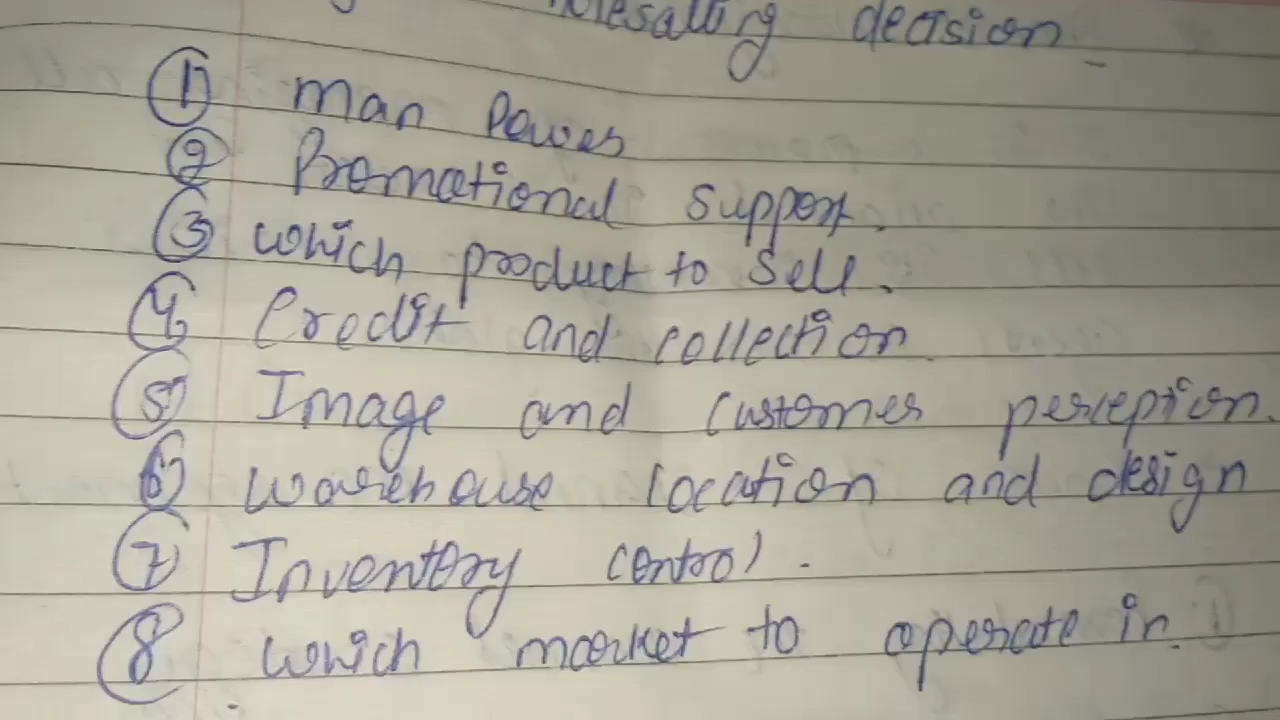 decision
① man Power
② Promotional support.
③ which product to sell.
④ Credit and collection.
⑤ Image and customer perception.
⑥ warehouse location and design
⑦ Inventory control.
⑧ which market to operate in.